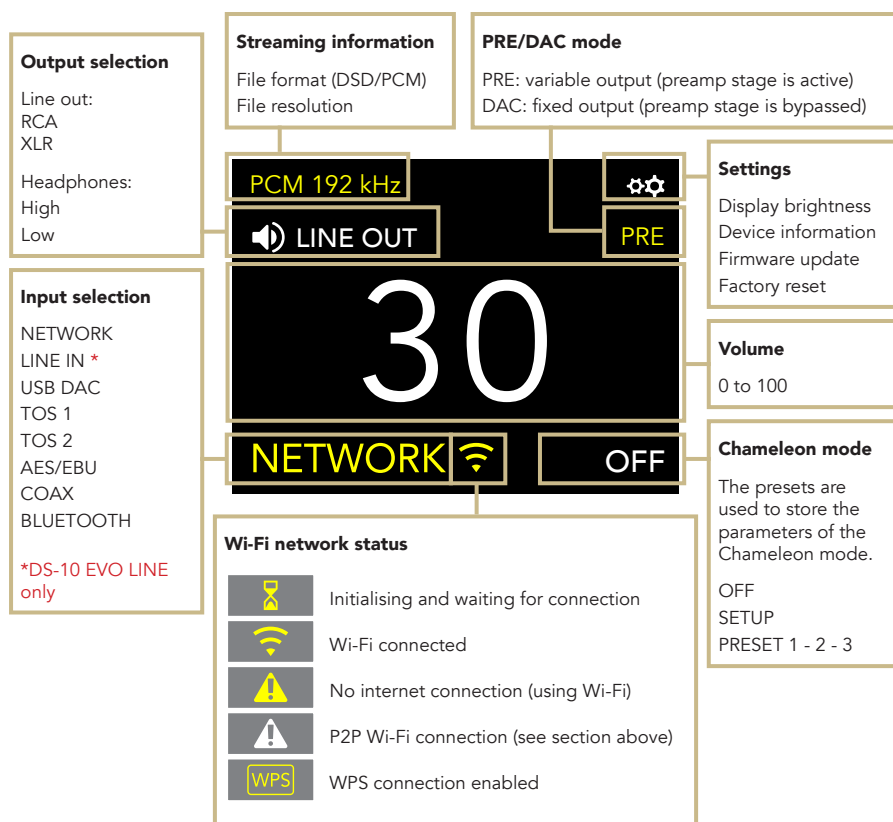 Output selection
Line out:
RCA
XLR
Headphones:
High
Low
Streaming information
File format (DSD/PCM)
File resolution
PRE/DAC mode
PRE: variable output (preamp stage is active)
DAC: fixed output (preamp stage is bypassed)
PCM 192 kHz
LINE OUT
PRE
30
NETWORK
OFF
Settings
Display brightness
Device information
Firmware update
Factory reset
Input selection
NETWORK
LINE IN *
USB DAC
TOS 1
TOS 2
AES/EBU
COAX
BLUETOOTH
*DS-10 EVO LINE
only
Volume
0 to 100
Chameleon mode
The presets are
used to store the
parameters of the
Chameleon mode.
OFF
SETUP
PRESET 1 - 2 - 3
Wi-Fi network status
Initialising and waiting for connection
Wi-Fi connected
No internet connection (using Wi-Fi)
P2P Wi-Fi connection (see section above)
WPS
WPS connection enabled